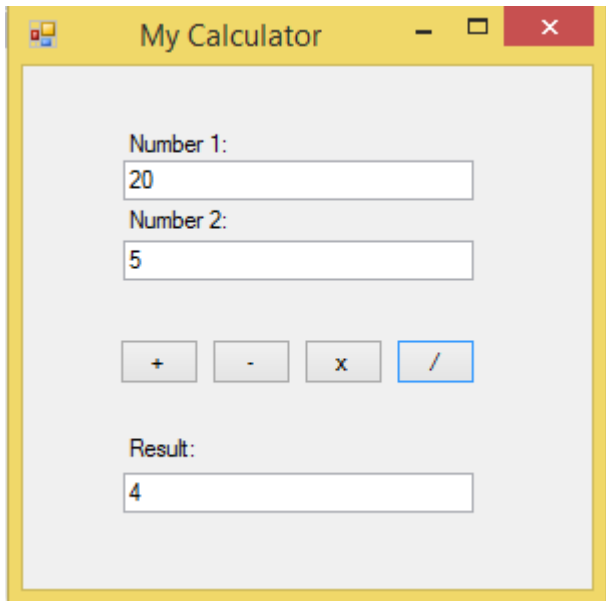 My Calculator
Number 1:
20
Number 2:
5
+ - x /
Result:
4